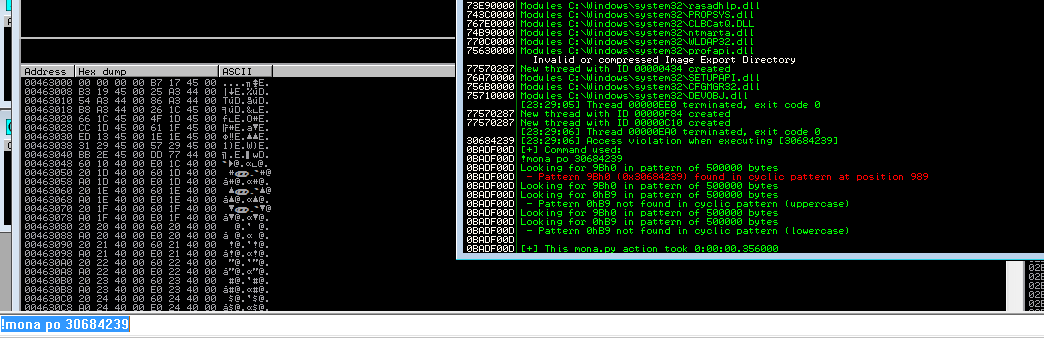 73E90000 Modules C:\Windows\system32\rasadhlp.dll
743C0000 Modules C:\Windows\system32\PROPSYS.dll
767E0000 Modules C:\Windows\system32\CLBCatQ.DLL
74B90000 Modules C:\Windows\system32\ntmarta.dll
770C0000 Modules C:\Windows\system32\WLDAP32.dll
75630000 Modules C:\Windows\system32\profapi.dll
Invalid or compressed Image Export Directory
77570287 New thread with ID 00000434 created
76A70000 Modules C:\Windows\system32\SETUPAPI.dll
756B0000 Modules C:\Windows\system32\CFGMGR32.dll
75710000 Modules C:\Windows\system32\DEVOBJ.dll
[23:29:05] Thread 00000EE0 terminated, exit code 0
77570287 New thread with ID 00000F84 created
77570287 New thread with ID 00000C10 created
[23:29:06] Thread 00000EA0 terminated, exit code 0
30684239 [23:29:06] Access violation when executing [30684239]
0BADF00D [+] Command used:
0BADF00D !mona po 30684239
0BADF00D Looking for 9Bh0 in pattern of 500000 bytes
0BADF00D - Pattern 9Bh0 (0x30684239) found in cyclic pattern at position 989
0BADF00D Looking for 9Bh0 in pattern of 500000 bytes
0BADF00D Looking for 0hB9 in pattern of 500000 bytes
0BADF00D - Pattern 0hB9 not found in cyclic pattern (uppercase)
0BADF00D Looking for 9Bh0 in pattern of 500000 bytes
0BADF00D Looking for 0hB9 in pattern of 500000 bytes
0BADF00D - Pattern 0hB9 not found in cyclic pattern (lowercase)
0BADF00D
0BADF00D [+] This mona.py action took 0:00:00.356000
Address Hex dump ASCII
00463000 00 00 00 00 B7 17 45 00
00463008 B3 19 45 00 25 A3 44 00
00463010 54 A3 44 00 86 A3 44 00
00463018 B8 A3 44 00 26 1C 45 00
00463020 66 1C 45 00 4F 1D 45 00
00463028 CC 1D 45 00 61 1F 45 00
00463030 ED 13 45 00 1E 1E 45 00
00463038 31 29 45 00 57 29 45 00
00463040 BB 2E 45 00 DD 77 44 00
00463048 60 10 40 00 E0 1C 40 00
00463050 20 1D 40 00 60 1D 40 00
00463058 A0 1D 40 00 E0 1D 40 00
00463060 20 1E 40 00 60 1E 40 00
00463068 A0 1E 40 00 E0 1E 40 00
00463070 20 1F 40 00 60 1F 40 00
00463078 A0 1F 40 00 E0 1F 40 00
00463080 20 20 40 00 60 20 40 00
00463088 A0 20 40 00 E0 20 40 00
00463090 20 21 40 00 60 21 40 00
00463098 A0 21 40 00 E0 21 40 00
004630A0 20 22 40 00 60 22 40 00
004630A8 A0 22 40 00 E0 22 40 00
004630B0 20 23 40 00 60 23 40 00
004630B8 A0 23 40 00 E0 23 40 00
004630C0 20 24 40 00 60 24 40 00
004630C8 A0 24 40 00 E0 24 40 00
!mona po 30684239